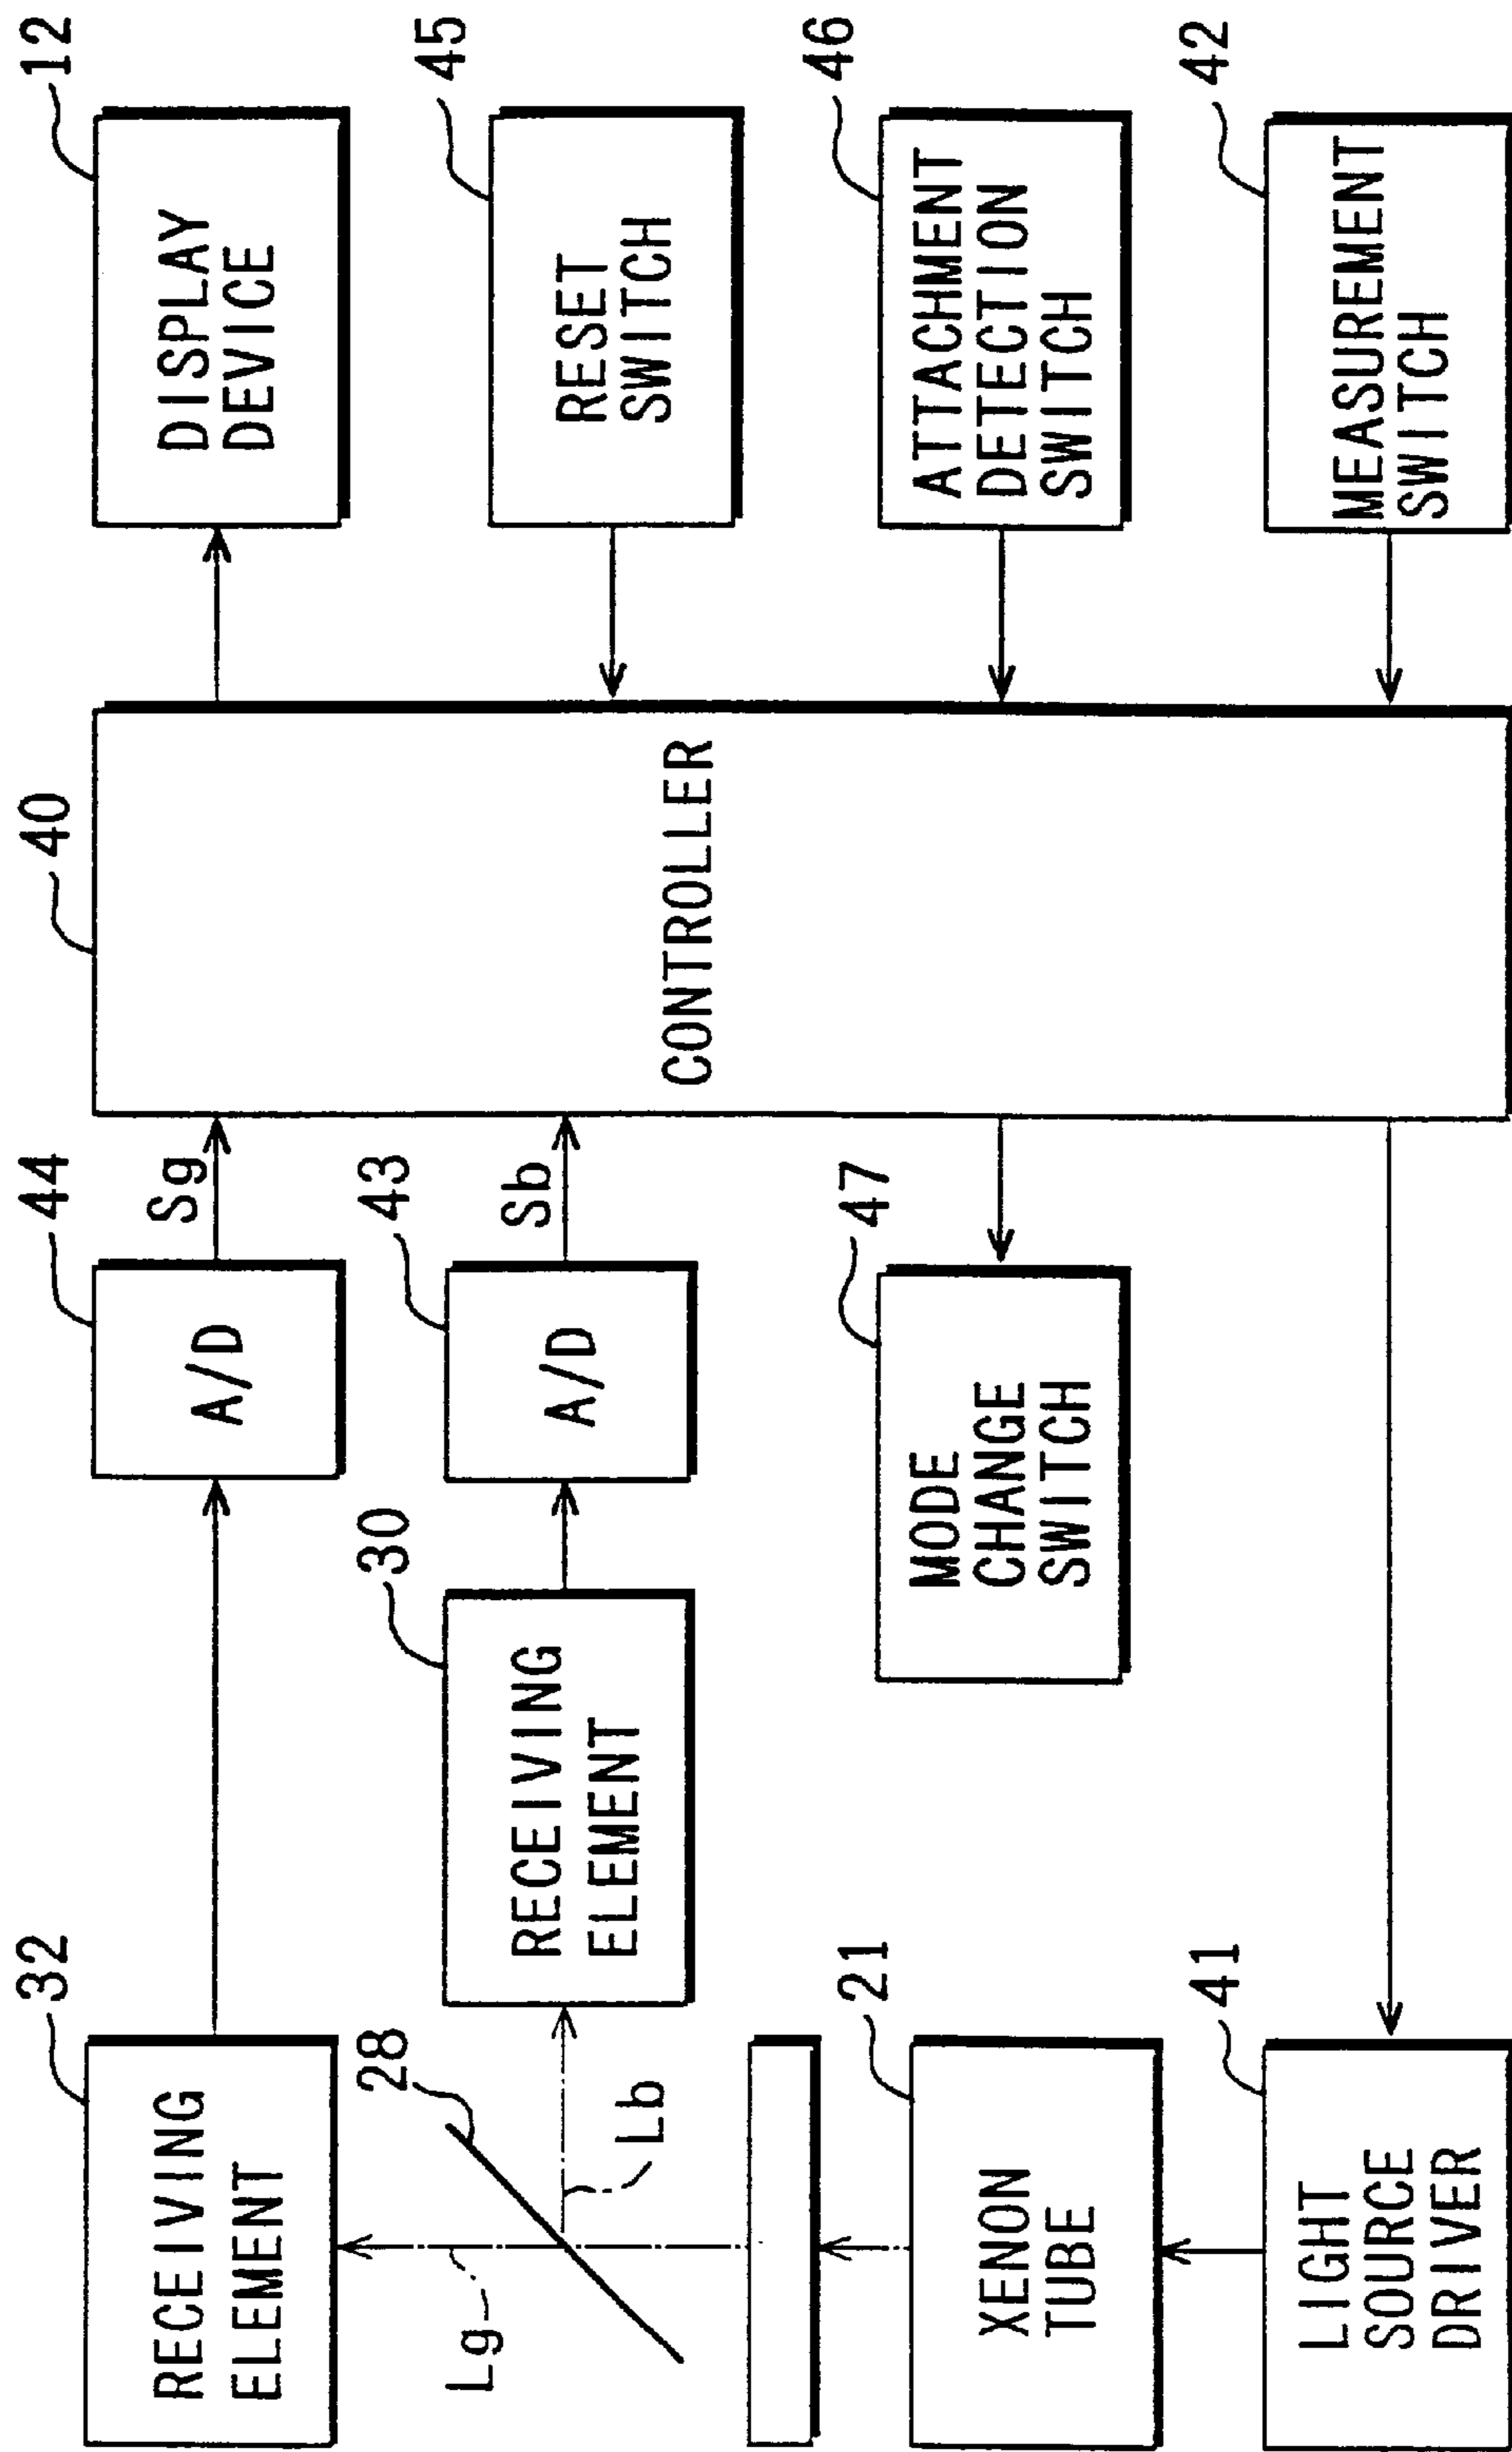 12
DISPLAY
DEVICE
45
RESET
SWITCH
46
ATTACHMENT
DETECTION
SWITCH
42
MEASUREMENT
SWITCH
40
CONTROLLER
44
Sg
A/D
43
Sb
A/D
47
MODE
CHANGE
SWITCH
30
RECEIVING
ELEMENT
32
RECEIVING
ELEMENT
28
Lb
Lg
21
XENON
TUBE
41
LIGHT
SOURCE
DRIVER